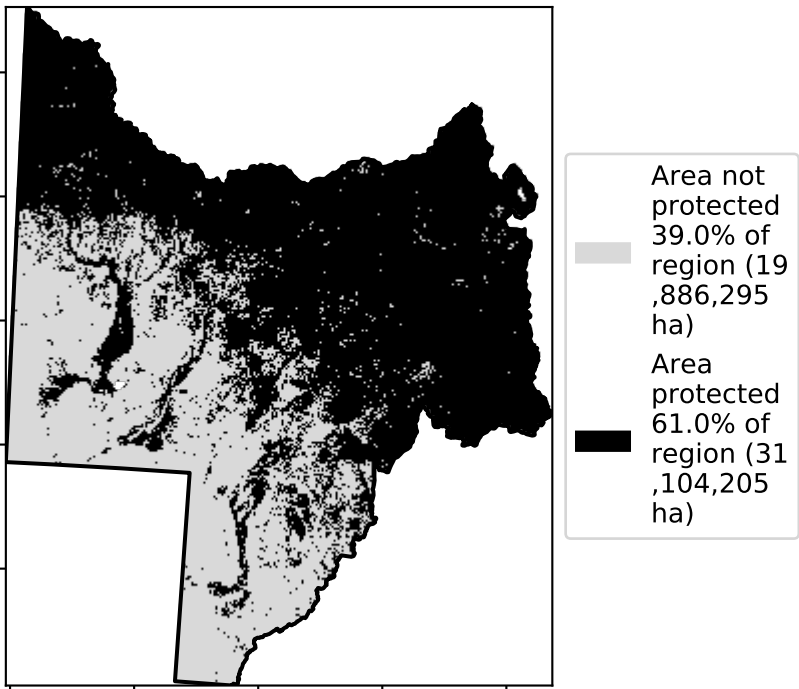 Area not
protected
39.0% of
region (19
,886,295
ha)
Area
protected
61.0% of
region (31
,104,205
ha)